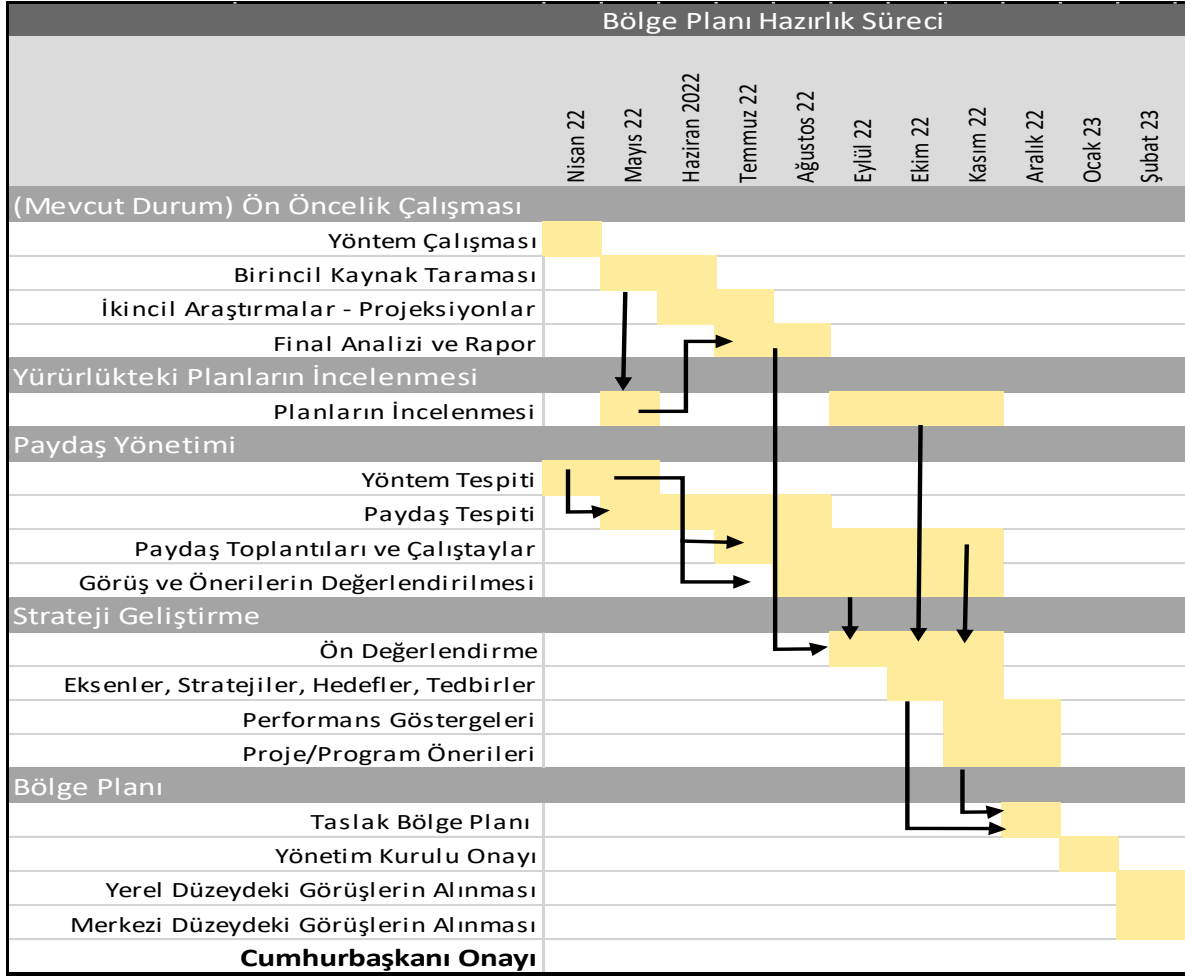 Bölge Planı Hazırlık Süreci
Nisan 22
Mayıs 22
Haziran 2022
Temmuz 22
Ağustos 22
Eylül 22
Ekim 22
Kasım 22
Aralık 22
Ocak 23
Şubat 23
(Mevcut Durum) Ön Öncelik Çalışması
Yöntem Çalışması
Birincil Kaynak Taraması
İkincil Araştırmalar - Projeksiyonlar
Final Analizi ve Rapor
Yürürlükteki Planların İncelenmesi
Planların İncelenmesi
Paydaş Yönetimi
Yöntem Tespiti
Paydaş Tespiti
Paydaş Toplantıları ve Çalıştaylar
Görüş ve Önerilerin Değerlendirilmesi
Strateji Geliştirme
Ön Değerlendirme
Eksenler, Stratejiler, Hedefler, Tedbirler
Performans Göstergeleri
Proje/Program Önerileri
Bölge Planı
Taslak Bölge Planı
Yönetim Kurulu Onayı
Yerel Düzeydeki Görüşlerin Alınması
Merkezi Düzeydeki Görüşlerin Alınması
Cumhurbaşkanı Onayı